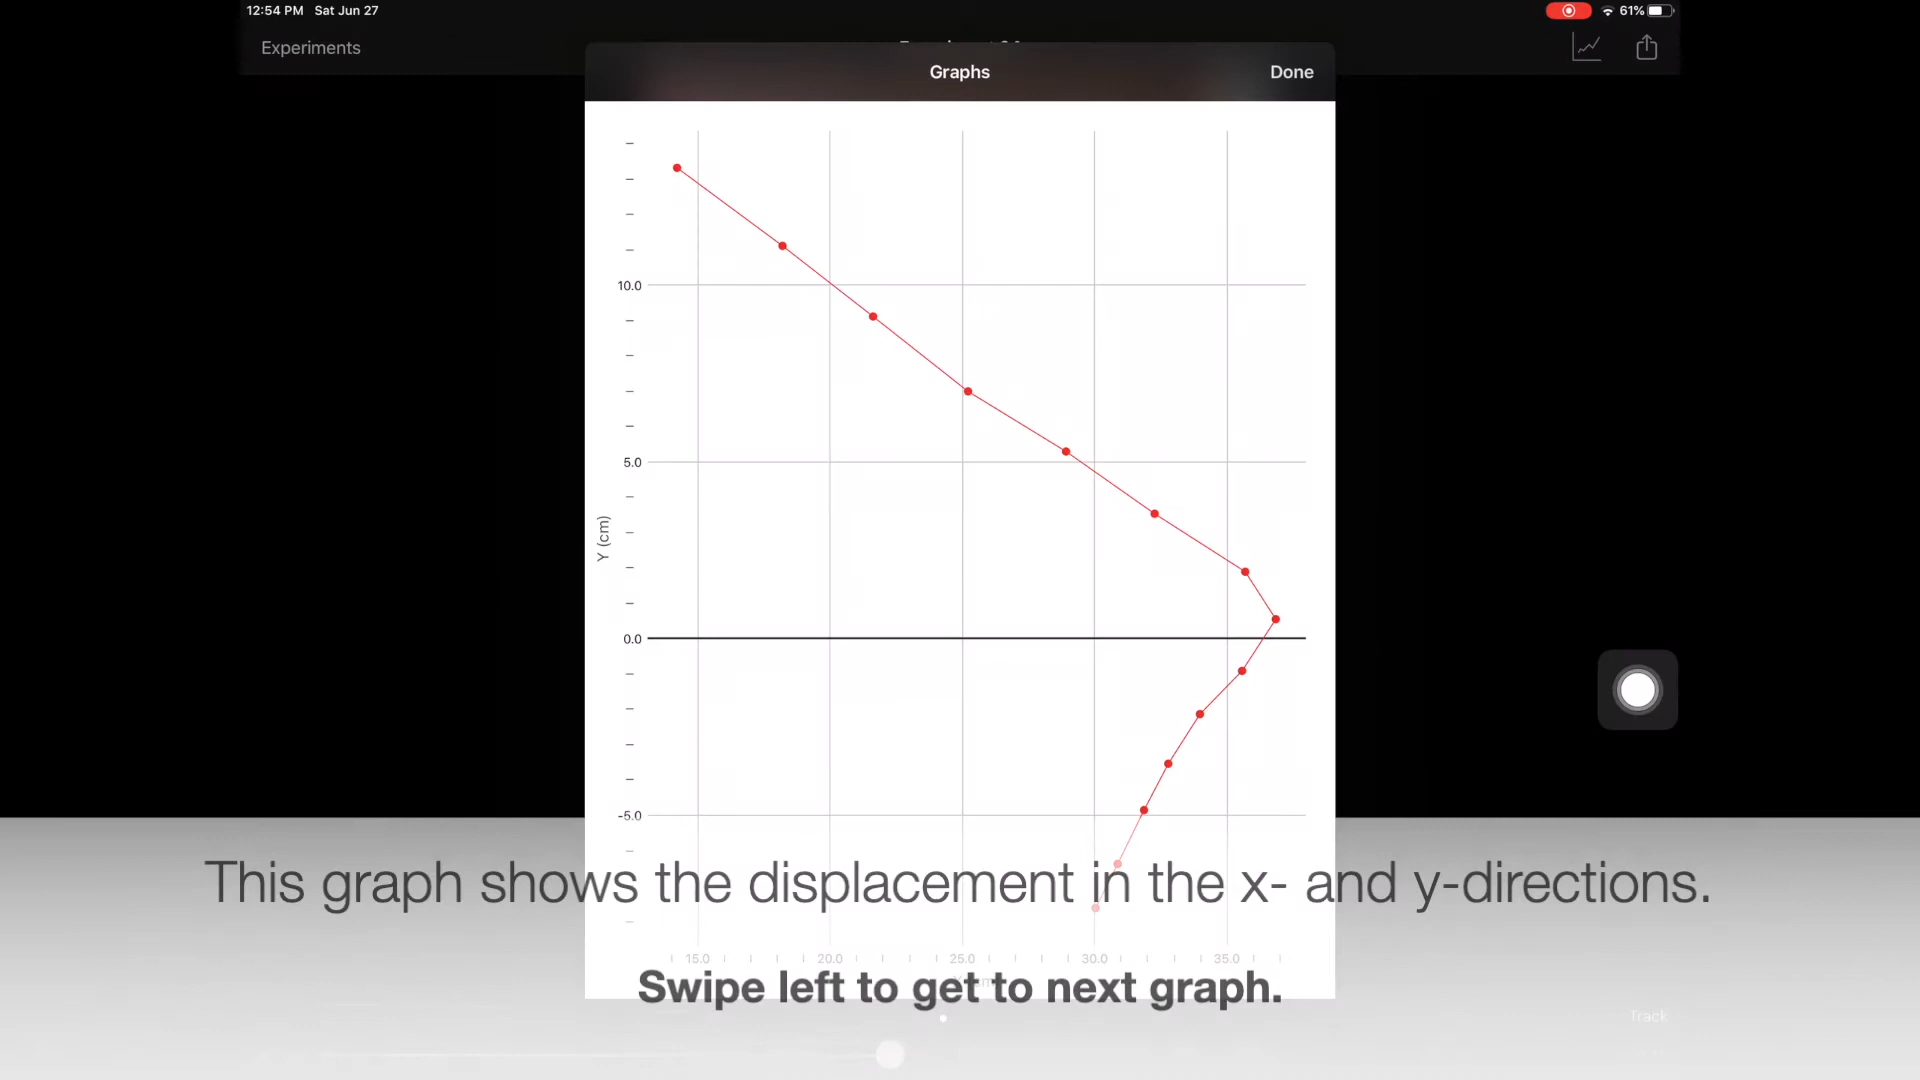 12:54 PM Sat Jun 27
61%
Experiments
Graphs
Done
10.0
5.0
Y (cm)
0.0
-5.0
This graph shows the displacement in the x- and y-directions.
15.0 20.0 25.0 30.0 35.0
Swipe left to get to next graph.
Track